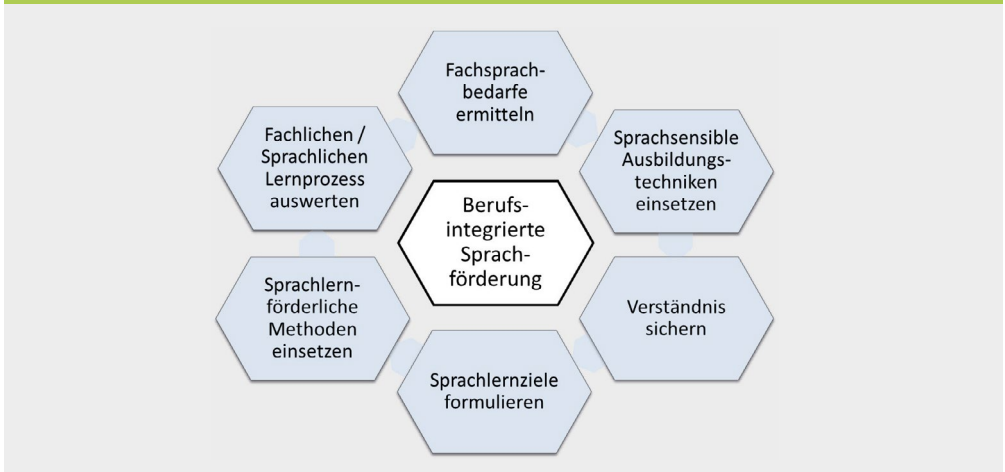 Fachsprach-
bedarfe
ermitteln
Sprachsensible
Ausbildungs-
techniken
einsetzen
Verständnis
sichern
Sprachlernziele
formulieren
Sprachlern-
förderliche
Methoden
einsetzen
Fachlichen /
Sprachlichen
Lernprozess
auswerten
Berufs-
integrierte
Sprach-
förderung